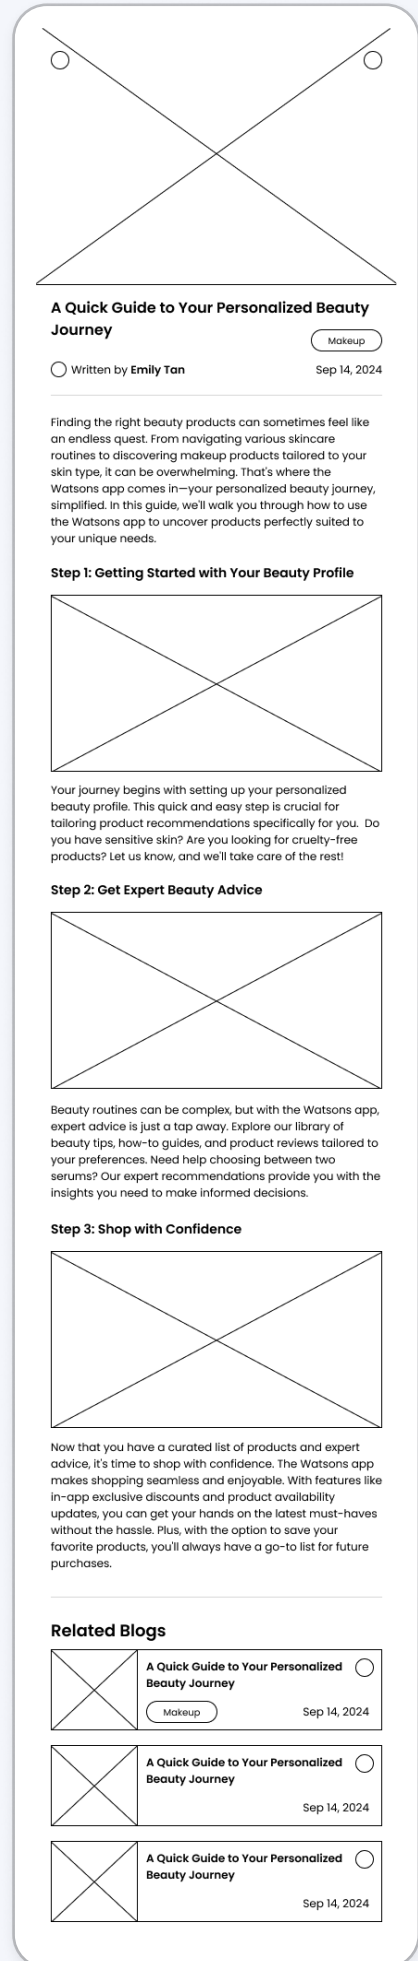 A Quick Guide to Your Personalized Beauty
Journey
Makeup
Written by Emily Tan
Sep 14, 2024
Finding the right beauty products can sometimes feel like
an endless quest. From navigating various skincare
routines to discovering makeup products tailored to your
skin type, it can be overwhelming. That's where the
Watsons app comes in—your personalized beauty journey,
simplified. In this guide, we'll walk you through how to use
the Watsons app to uncover products perfectly suited to
your unique needs.
Step 1: Getting Started with Your Beauty Profile
Your journey begins with setting up your personalized
beauty profile. This quick and easy step is crucial for
tailoring product recommendations specifically for you. Do
you have sensitive skin? Are you looking for cruelty-free
products? Let us know, and we'll take care of the rest!
Step 2: Get Expert Beauty Advice
Beauty routines can be complex, but with the Watsons app,
expert advice is just a tap away. Explore our library of
beauty tips, how-to guides, and product reviews tailored to
your preferences. Need help choosing between two
serums? Our expert recommendations provide you with the
insights you need to make informed decisions.
Step 3: Shop with Confidence
Now that you have a curated list of products and expert
advice, it's time to shop with confidence. The Watsons app
makes shopping seamless and enjoyable. With features like
in-app exclusive discounts and product availability
updates, you can get your hands on the latest must-haves
without the hassle. Plus, with the option to save your
favorite products, you'll always have a go-to list for future
purchases.
Related Blogs
A Quick Guide to Your Personalized
Beauty Journey
Makeup
Sep 14, 2024
A Quick Guide to Your Personalized
Beauty Journey
Sep 14, 2024
A Quick Guide to Your Personalized
Beauty Journey
Sep 14, 2024